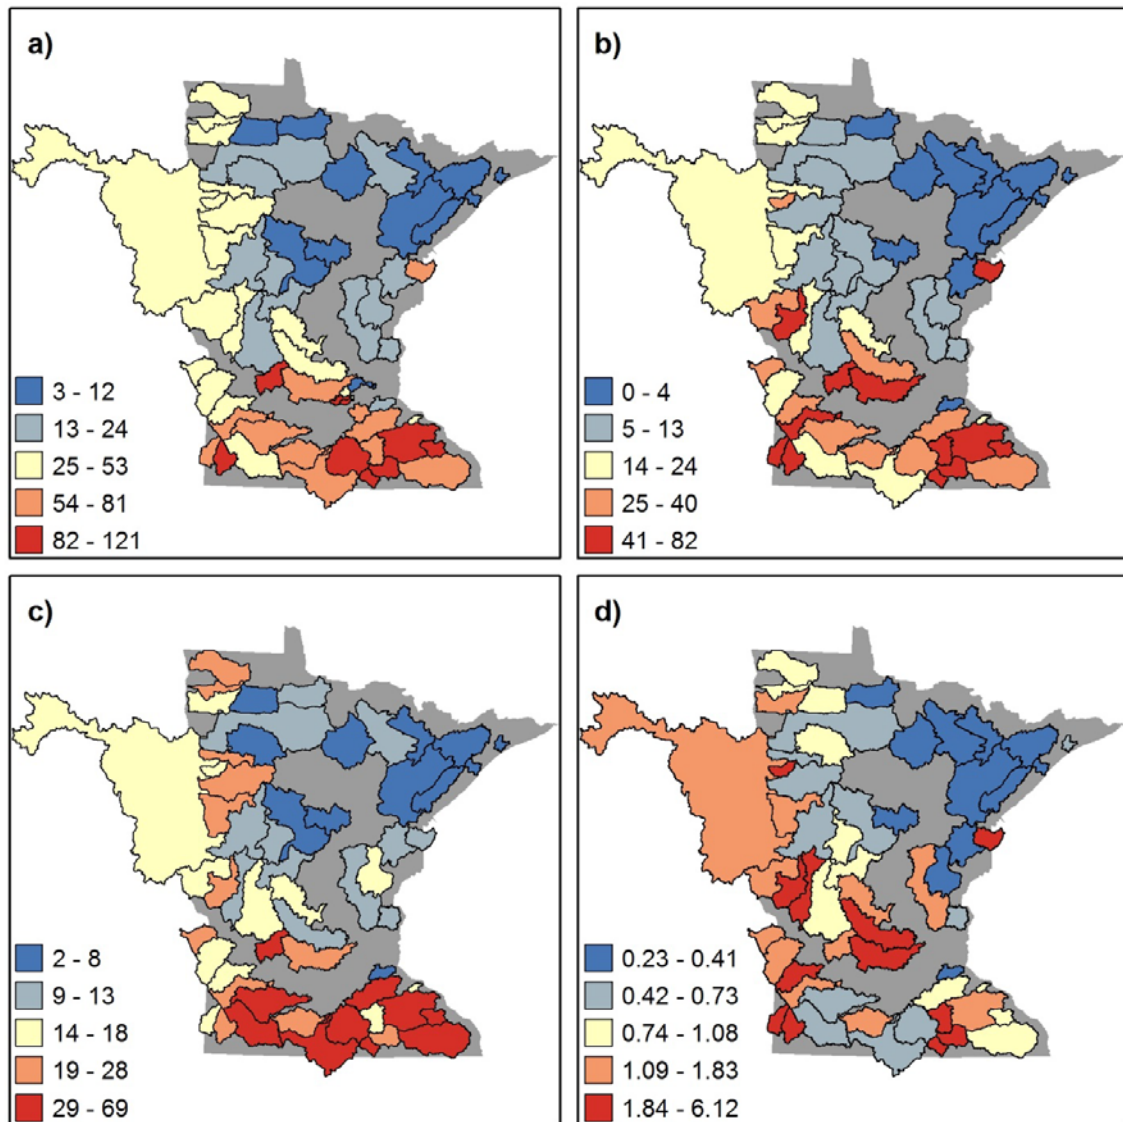 a)
3 - 12
13 - 24
25 - 53
54 - 81
82 - 121
b)
0 - 4
5 - 13
14 - 24
25 - 40
41 - 82
c)
2 - 8
9 - 13
14 - 18
19 - 28
29 - 69
d)
0.23 - 0.41
0.42 - 0.73
0.74 - 1.08
1.09 - 1.83
1.84 - 6.12